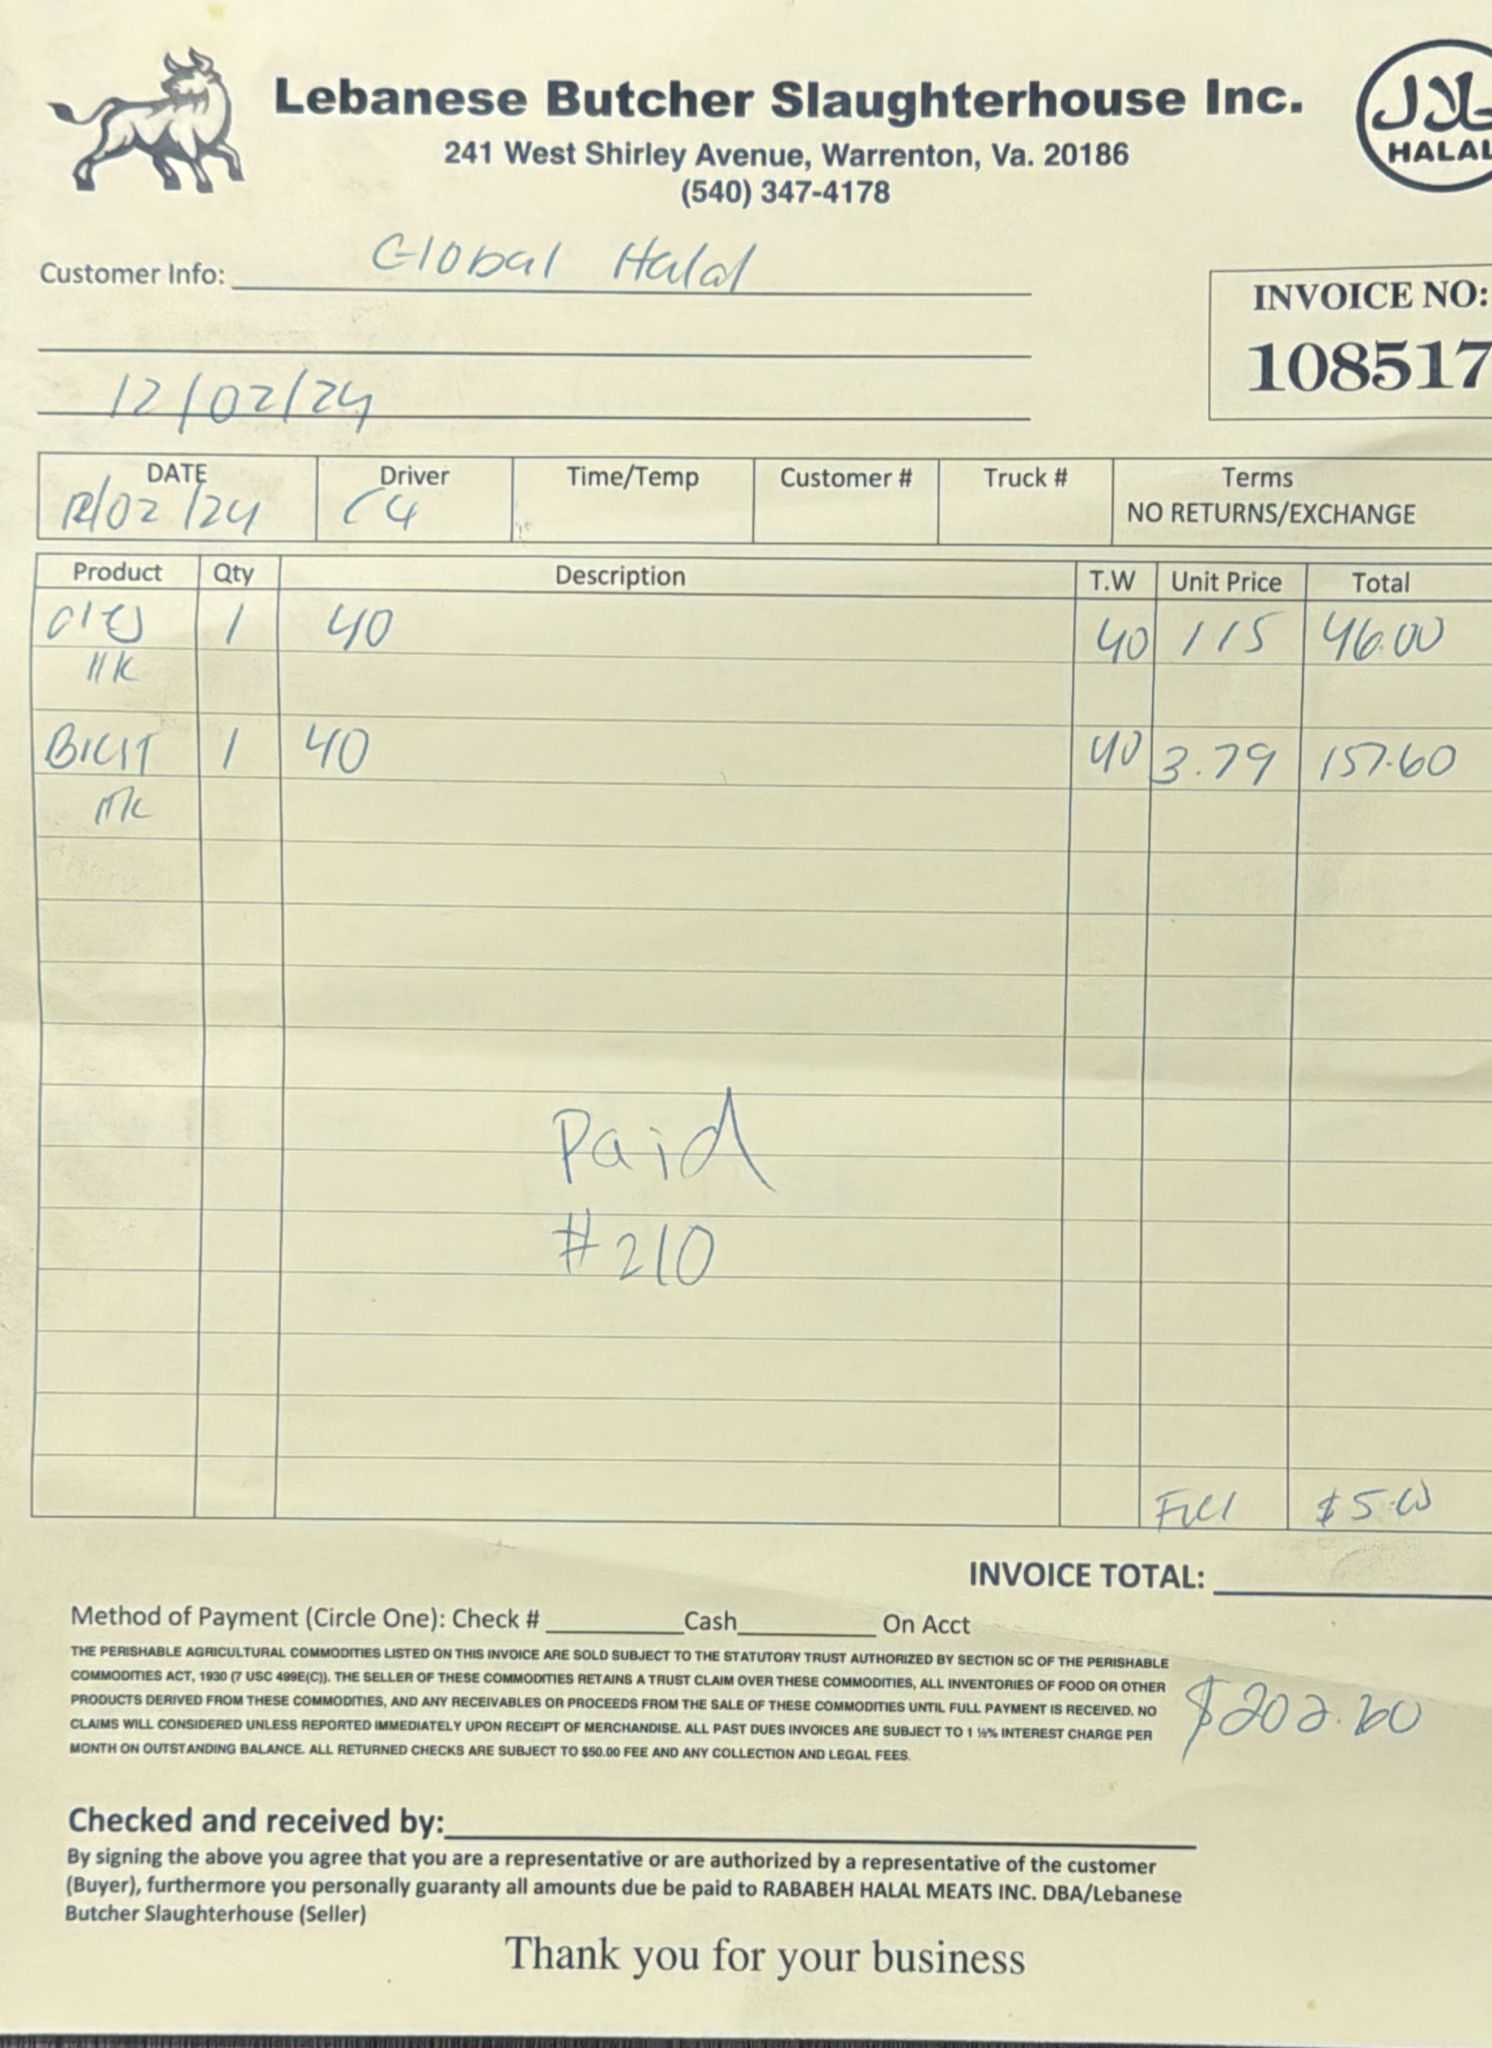 Lebanese Butcher Slaughterhouse Inc.
241 West Shirley Avenue, Warrenton, Va. 20186
(540) 347-4178
حلال
HALAL
Customer Info: Global Halal
INVOICE NO:
108517
12/02/24
DATE Driver Time/Temp Customer # Truck # Terms
12/02/24 C4 NO RETURNS/EXCHANGE
Product Qty Description T.W Unit Price Total
1 40 40 115 46.00
1 40 40 3.79 157.60
Paid
#210
$5.00
INVOICE TOTAL:
Method of Payment (Circle One): Check # Cash On Acct
THE PERISHABLE AGRICULTURAL COMMODITIES LISTED ON THIS INVOICE ARE SOLD SUBJECT TO THE STATUTORY TRUST AUTHORIZED BY SECTION 5C OF THE PERISHABLE
COMMODITIES ACT, 1930 (7 USC 499E(C)). THE SELLER OF THESE COMMODITIES RETAINS A TRUST CLAIM OVER THESE COMMODITIES, ALL INVENTORIES OF FOOD OR OTHER
PRODUCTS DERIVED FROM THESE COMMODITIES, AND ANY RECEIVABLES OR PROCEEDS FROM THE SALE OF THESE COMMODITIES UNTIL FULL PAYMENT IS RECEIVED. NO
CLAIMS WILL CONSIDERED UNLESS REPORTED IMMEDIATELY UPON RECEIPT OF MERCHANDISE. ALL PAST DUES INVOICES ARE SUBJECT TO 1 ½% INTEREST CHARGE PER
MONTH ON OUTSTANDING BALANCE. ALL RETURNED CHECKS ARE SUBJECT TO $50.00 FEE AND ANY COLLECTION AND LEGAL FEES.
$202.60
Checked and received by:
By signing the above you agree that you are a representative or are authorized by a representative of the customer
(Buyer), furthermore you personally guaranty all amounts due be paid to RABABEH HALAL MEATS INC. DBA/Lebanese
Butcher Slaughterhouse (Seller)
Thank you for your business